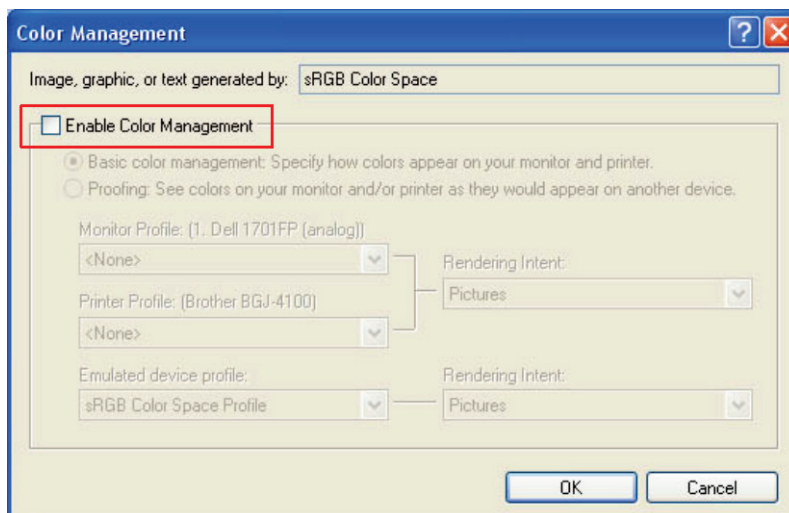 Color Management
Image, graphic, or text generated by: sRGB Color Space
Enable Color Management
Basic color management: Specify how colors appear on your monitor and printer.
Proofing: See colors on your monitor and/or printer as they would appear on another device.
Monitor Profile: (1. Dell 1701FP (analog))
<None>
Rendering Intent:
Pictures
Printer Profile: (Brother BGJ-4100)
<None>
Emulated device profile:
Rendering Intent:
sRGB Color Space Profile
Pictures
OK
Cancel